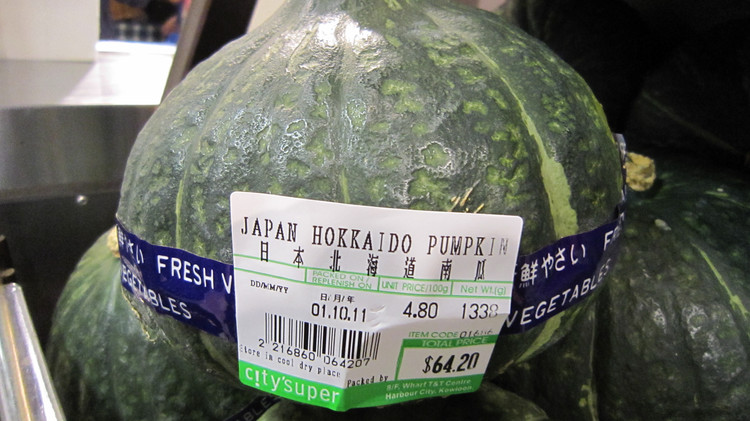 JAPAN HOKKAIDO PUMPKIN
日本北海道南瓜
PACKED ON / REPLENISH ON
UNIT PRICE/100g
Net Wt.(g)
DD/MM/YY
日/月/年
01.10.11
4.80
1338
ITEM CODE
2 216860 064207
TOTAL PRICE
$64.20
Store in cool dry place
Packed by
city'super
5/F, Wharf T&T Centre
Harbour City, Kowloon
さい FRESH V
ETABLES
鮮やさい
VEGETABLES